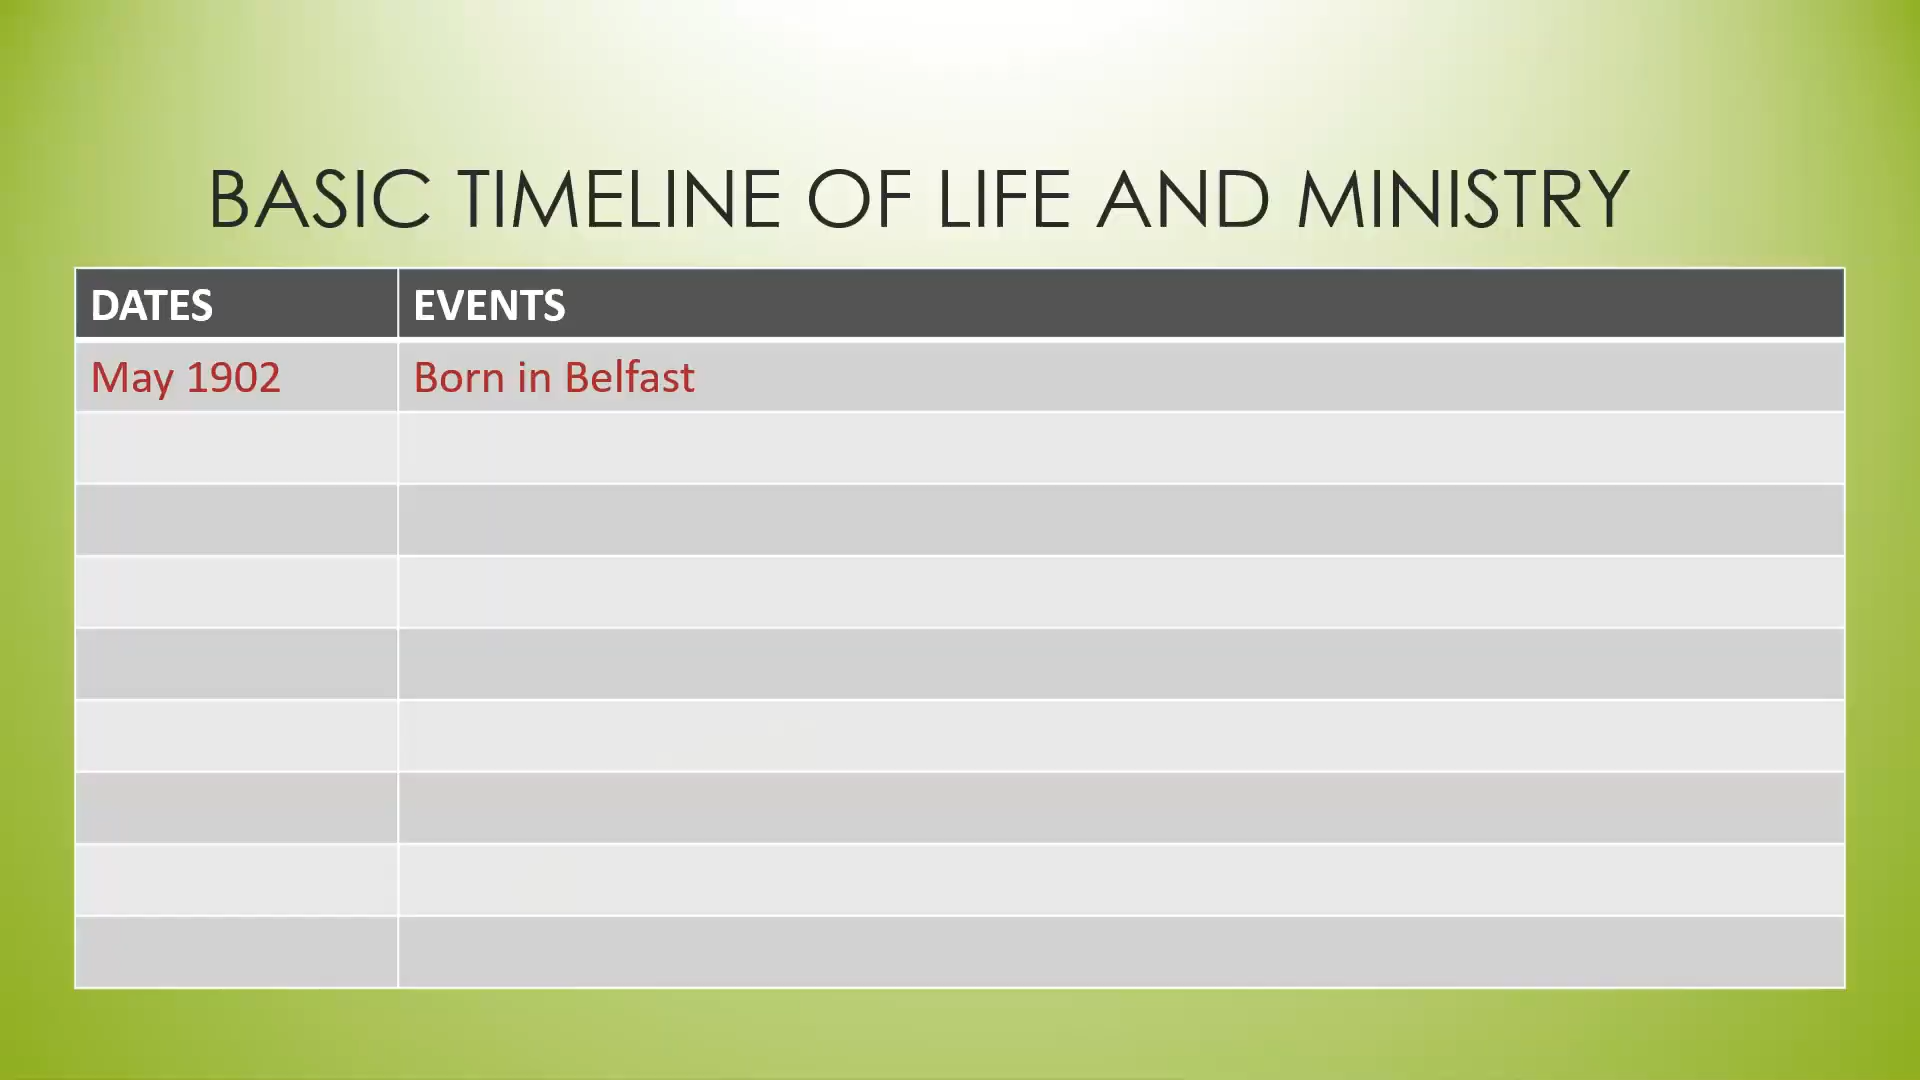 BASIC TIMELINE OF LIFE AND MINISTRY
DATES EVENTS
May 1902 Born in Belfast